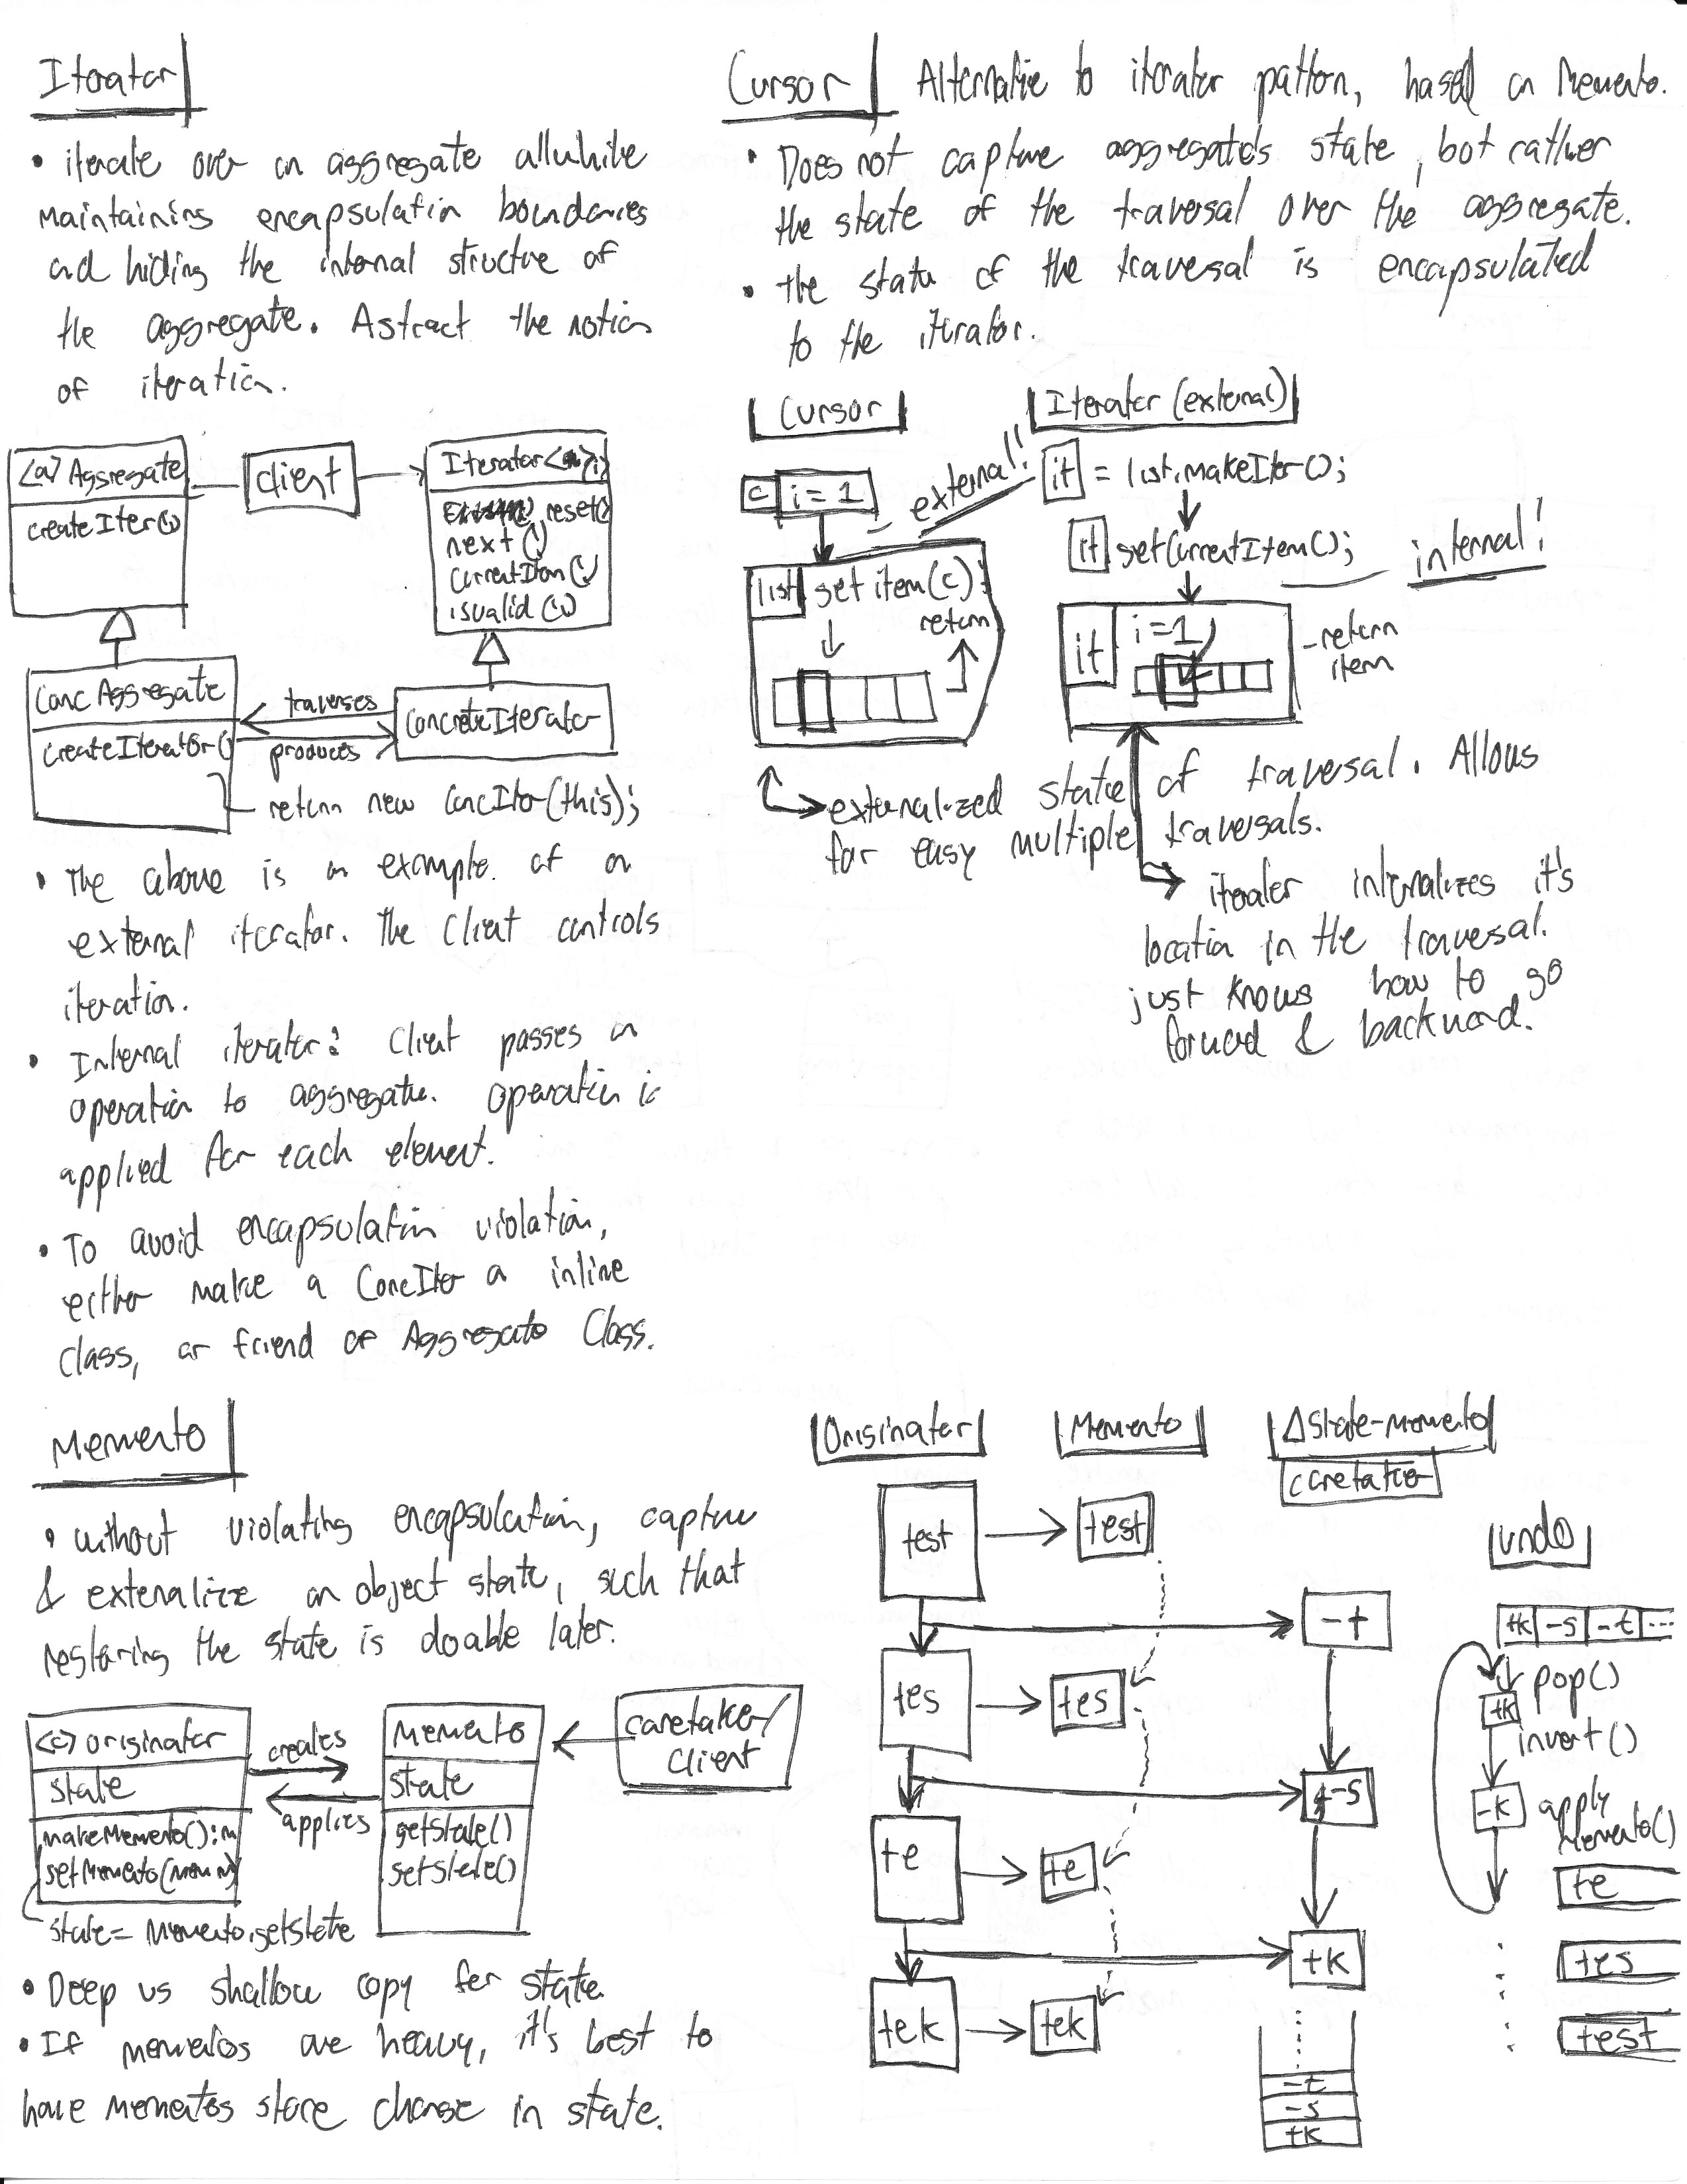 Iterator
• iterate over an aggregate allwhile
maintaining encapsulation boundaries
and hiding the internal structure of
the aggregate. Astract the notion
of iteration.
<a> Aggregate
createIter()
client
Iterator<a>
reset()
next()
currentItem()
isvalid()
Conc Aggregate
createIterator()
traverses
produces
ConcreteIterator
return new ConcIter(this);
• The above is an example of an
external iterator. The client controls
iteration.
• Internal iterator: Client passes an
operation to aggregate. operation is
applied for each element.
• To avoid encapsulation violation,
either make a ConcIter a inline
class, or friend of Aggregate Class.
Cursor Alternative to iterator pattern, based on Memento.
• Does not capture aggregate's state, but rather
the state of the traversal over the aggregate.
• the state of the traversal is encapsulated
to the iterator.
Cursor
c i=1
external!!
list get item(c);
return
Iterator (external)
it = list.makeIter();
it getCurrentItem();
internal!
it i=1
- return
item
externalized state of traversal. Allows
for easy multiple traversals.
iterater internalizes it's
location in the traversal.
just knows how to go
forward & backward.
Memento
• without violating encapsulation, capture
& externalize an object state, such that
restoring the state is doable later.
<c> originator
state
makeMemento():m
setMemento(mem m)
state = Memento.getState
creates
applies
Memento
state
getState()
setState()
caretaker/
client
• Deep vs shallow copy for state.
• If mementos are heavy, it's best to
have mementos store change in state.
Originator
Memento
ΔState-memento
caretaker
undo
test
test
-t
tes
tes
-s
te
te
+k
tek
tek
-t
-s
+k
+k -s -t ...
pop()
+k
invert()
-k
apply
Memento()
te
tes
test